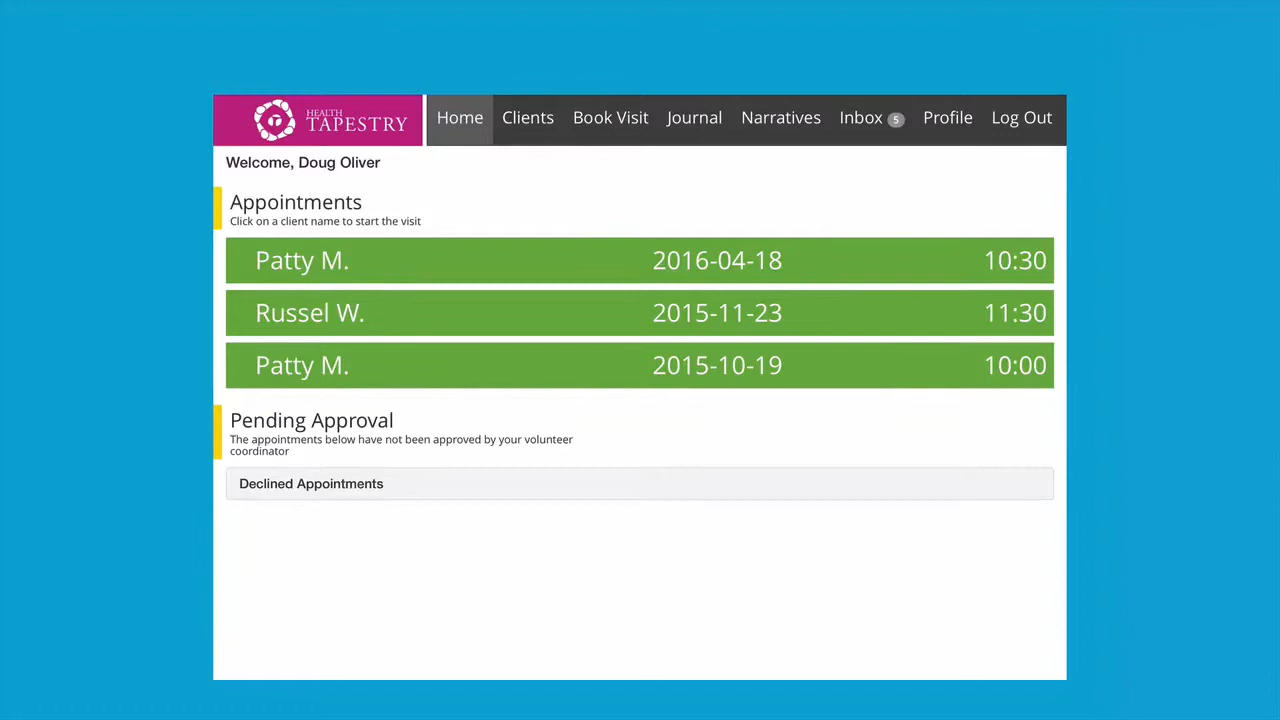 HEALTH
TAPESTRY
Home Clients Book Visit Journal Narratives Inbox 5 Profile Log Out
Welcome, Doug Oliver
Appointments
Click on a client name to start the visit
Patty M. 2016-04-18 10:30
Russel W. 2015-11-23 11:30
Patty M. 2015-10-19 10:00
Pending Approval
The appointments below have not been approved by your volunteer
coordinator
Declined Appointments